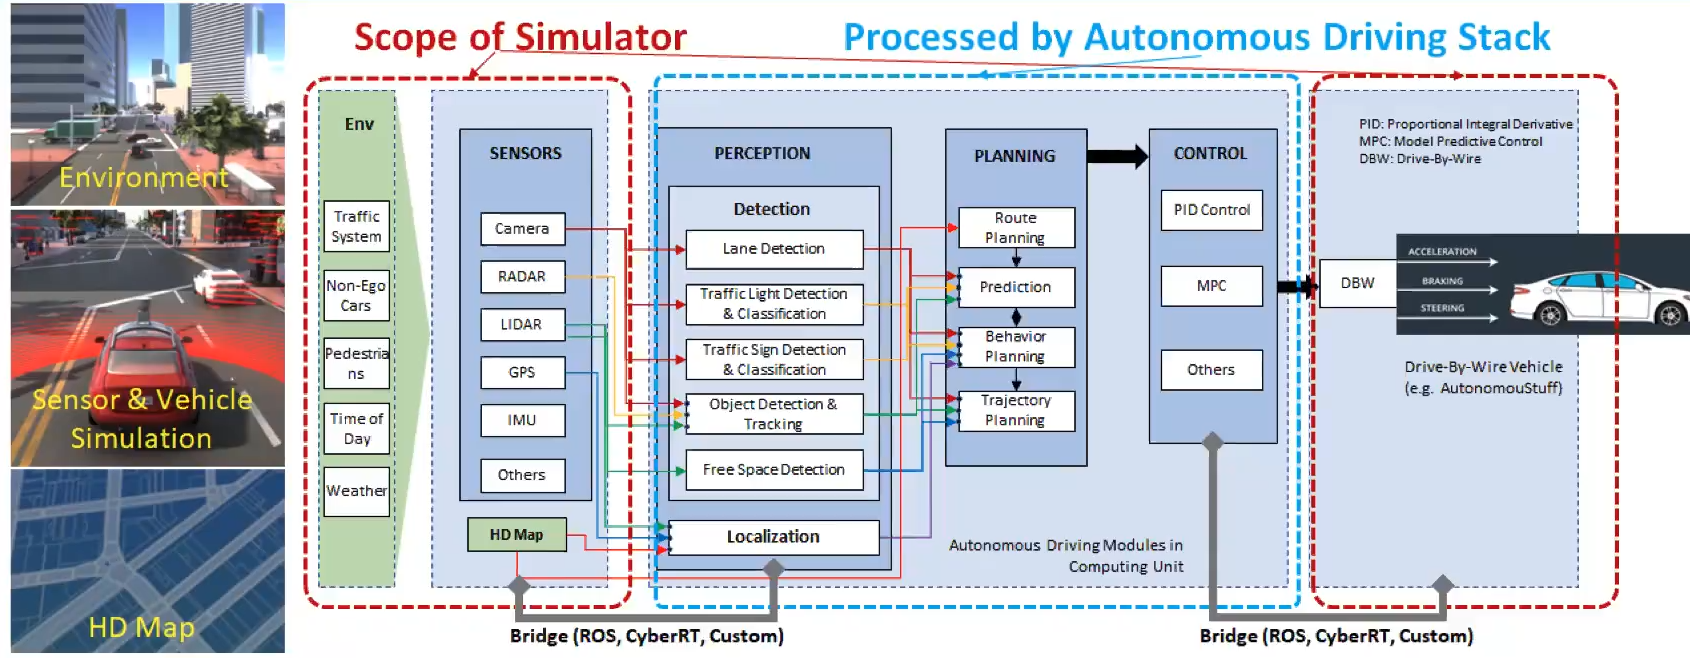 Scope of Simulator
Processed by Autonomous Driving Stack
Environment
Sensor & Vehicle
Simulation
HD Map
Env
Traffic
System
Non-Ego
Cars
Pedestria
ns
Time of
Day
Weather
SENSORS
Camera
RADAR
LIDAR
GPS
IMU
Others
HD Map
PERCEPTION
Detection
Lane Detection
Traffic Light Detection
& Classification
Traffic Sign Detection
& Classification
Object Detection &
Tracking
Free Space Detection
Localization
PLANNING
Route
Planning
Prediction
Behavior
Planning
Trajectory
Planning
CONTROL
PID Control
MPC
Others
Autonomous Driving Modules in
Computing Unit
PID: Proportional Integral Derivative
MPC: Model Predictive Control
DBW: Drive-By-Wire
DBW
ACCELERATION
BRAKING
STEERING
Drive-By-Wire Vehicle
(e.g. AutonomouStuff)
Bridge (ROS, CyberRT, Custom)
Bridge (ROS, CyberRT, Custom)